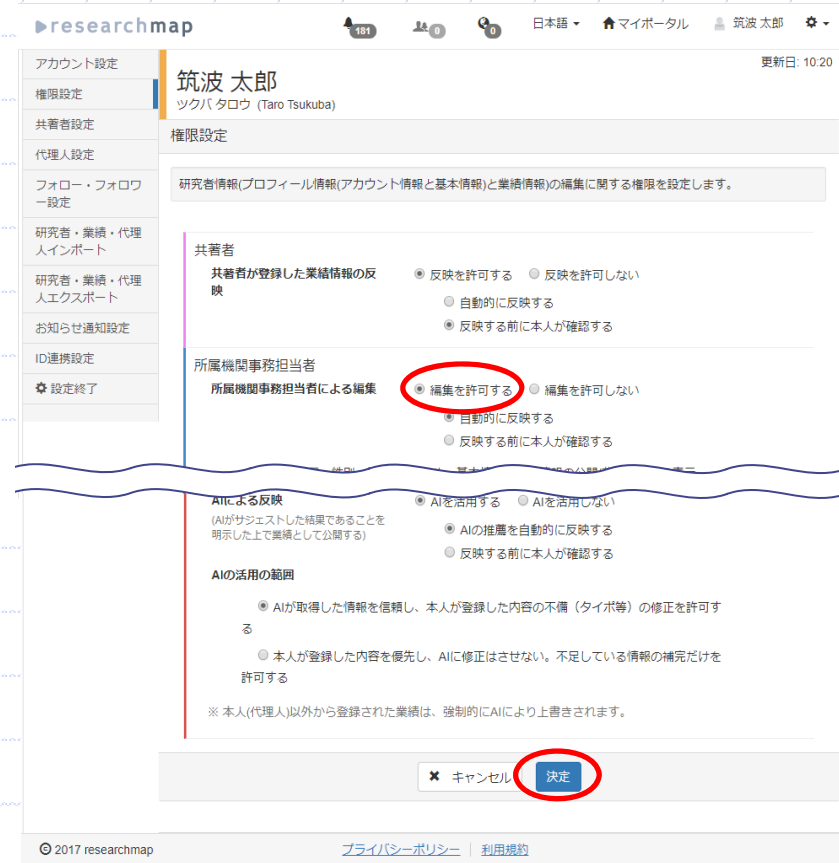 researchmap 181 0 0 日本語 マイポータル 筑波 太郎
更新日: 10:20
アカウント設定
権限設定
共著者設定
代理人設定
フォロー・フォロワ
ー設定
研究者・業績・代理
人インポート
研究者・業績・代理
人エクスポート
お知らせ通知設定
ID連携設定
設定終了
筑波 太郎
ツクバ タロウ (Taro Tsukuba)
権限設定
研究者情報(プロフィール情報(アカウント情報と基本情報)と業績情報)の編集に関する権限を設定します。
共著者
共著者が登録した業績情報の反
映
反映を許可する 反映を許可しない
自動的に反映する
反映する前に本人が確認する
所属機関事務担当者
所属機関事務担当者による編集 編集を許可する 編集を許可しない
自動的に反映する
反映する前に本人が確認する
AIによる反映 AIを活用する AIを活用しない
(AIがサジェストした結果であることを
明示した上で業績として公開する)
AIの推薦を自動的に反映する
反映する前に本人が確認する
AIの活用の範囲
AIが取得した情報を信頼し、本人が登録した内容の不備（タイポ等）の修正を許可す
る
本人が登録した内容を優先し、AIに修正はさせない。不足している情報の補完だけを
許可する
※ 本人(代理人)以外から登録された業績は、強制的にAIにより上書きされます。
キャンセル 決定
© 2017 researchmap プライバシーポリシー 利用規約